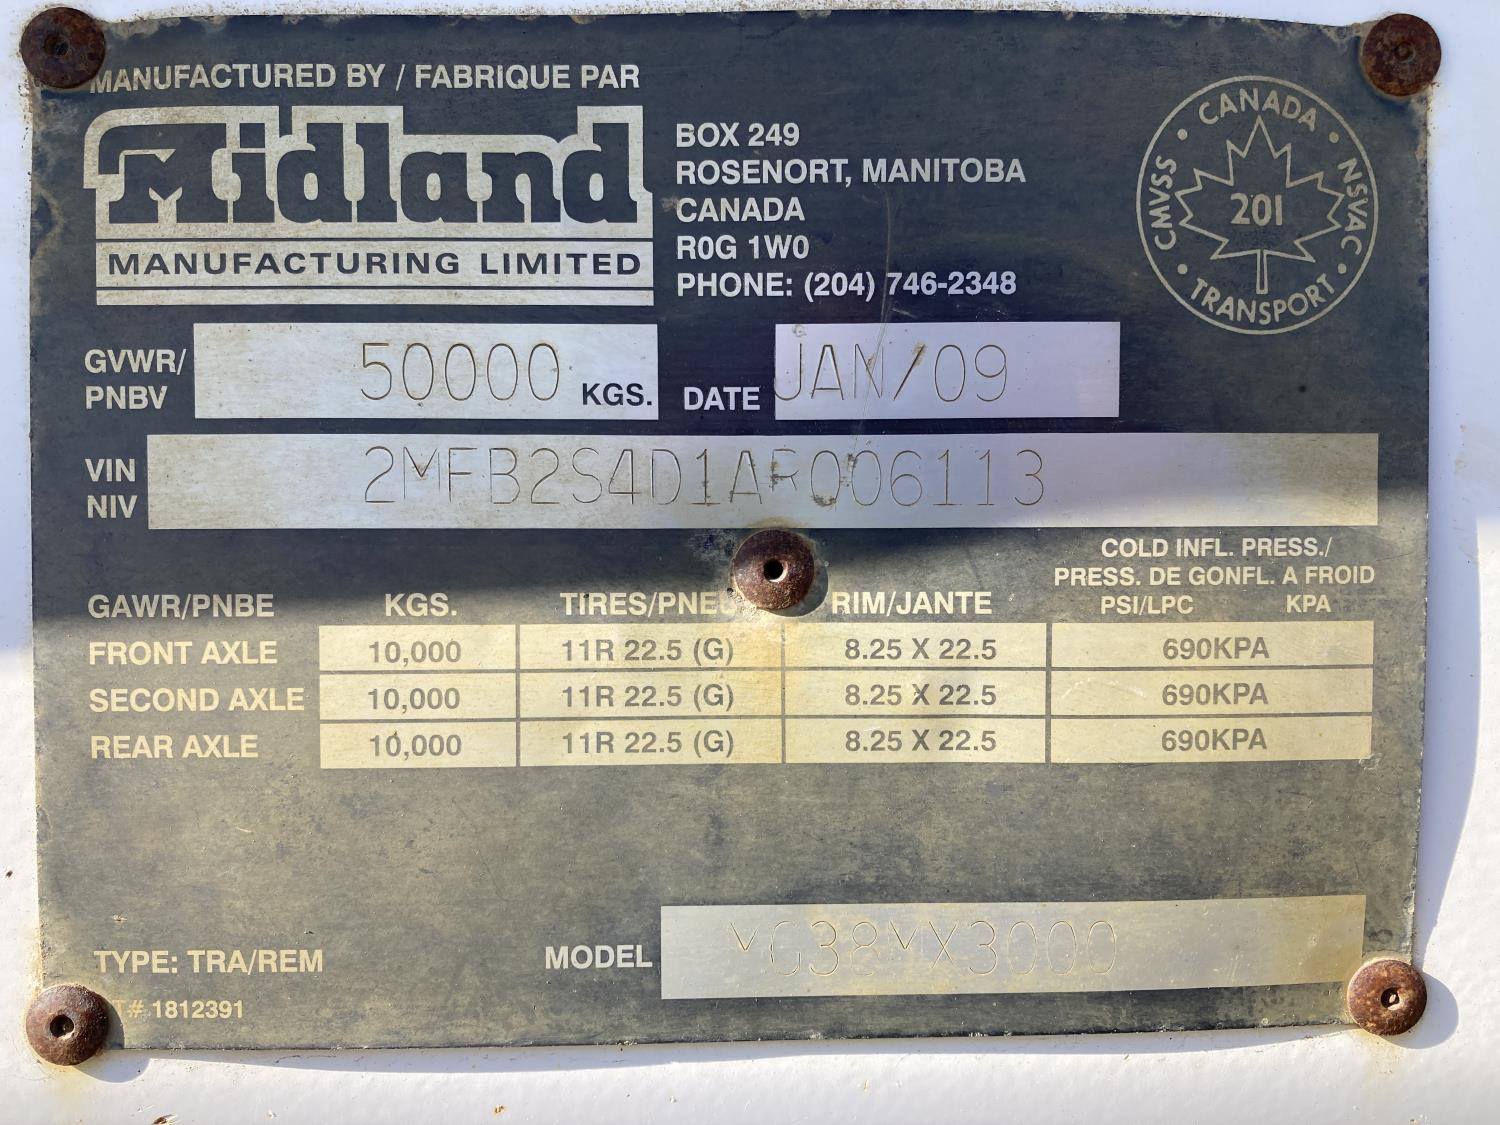 MANUFACTURED BY / FABRIQUE PAR
Midland
MANUFACTURING LIMITED
BOX 249
ROSENORT, MANITOBA
CANADA
R0G 1W0
PHONE: (204) 746-2348
CANADA
CMVSS
NSVAC
201
TRANSPORT
GVWR/
PNBV
50000 KGS.
DATE JAN/09
VIN
NIV
2MFB2S4D1AR006113
COLD INFL. PRESS./
PRESS. DE GONFL. A FROID
GAWR/PNBE KGS. TIRES/PNEU RIM/JANTE PSI/LPC KPA
FRONT AXLE 10,000 11R 22.5 (G) 8.25 X 22.5 690KPA
SECOND AXLE 10,000 11R 22.5 (G) 8.25 X 22.5 690KPA
REAR AXLE 10,000 11R 22.5 (G) 8.25 X 22.5 690KPA
TYPE: TRA/REM
MODEL
T# 1812391